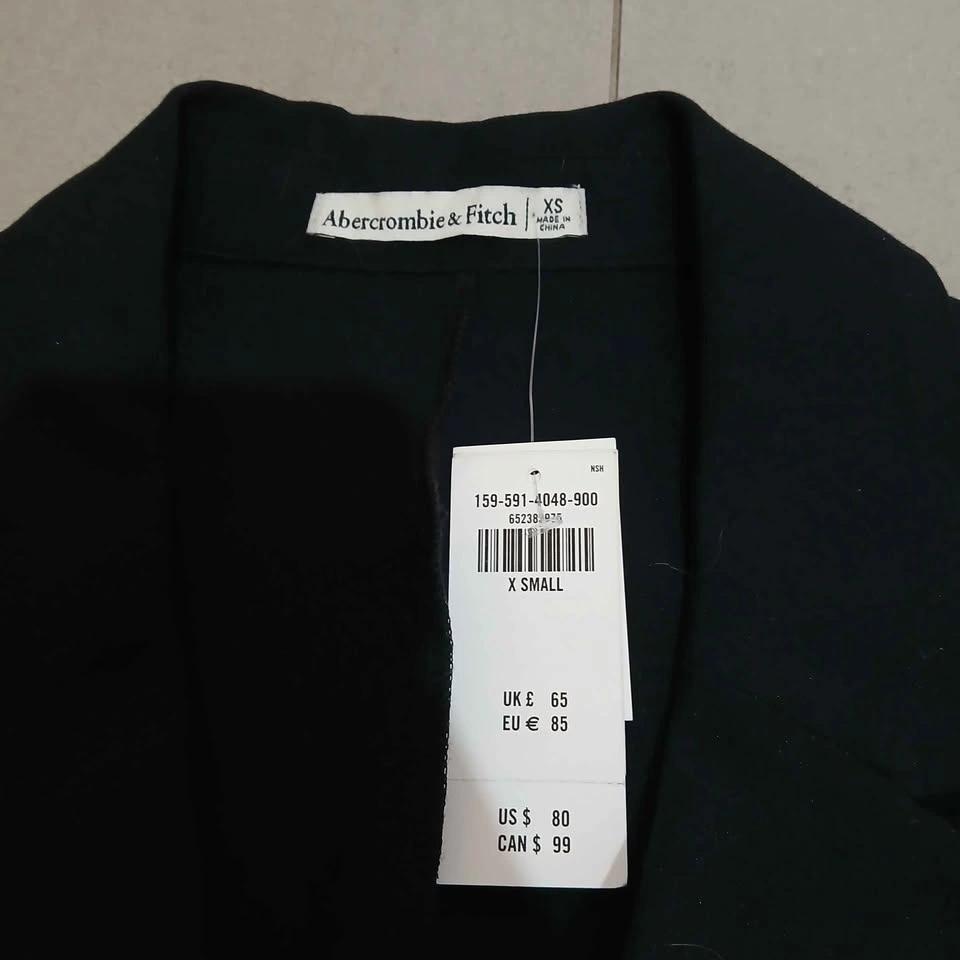 Abercrombie & Fitch
XS
MADE IN
CHINA
NSH
159-591-4048-900
X SMALL
UK £ 65
EU € 85
US $ 80
CAN $ 99